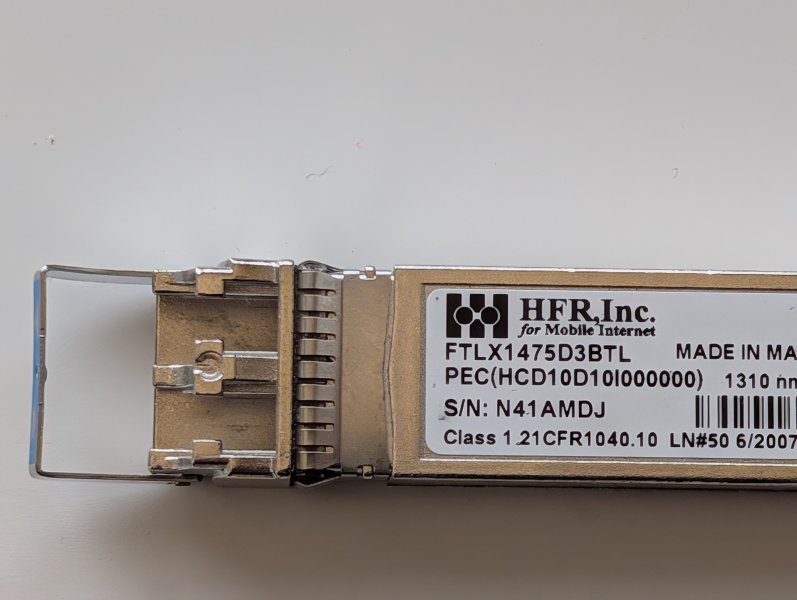 HFR,Inc.
for Mobile Internet
FTLX1475D3BTL MADE IN MA
PEC(HCD10D10I000000) 1310 nm
S/N: N41AMDJ
Class 1 21CFR1040.10 LN#50 6/2007